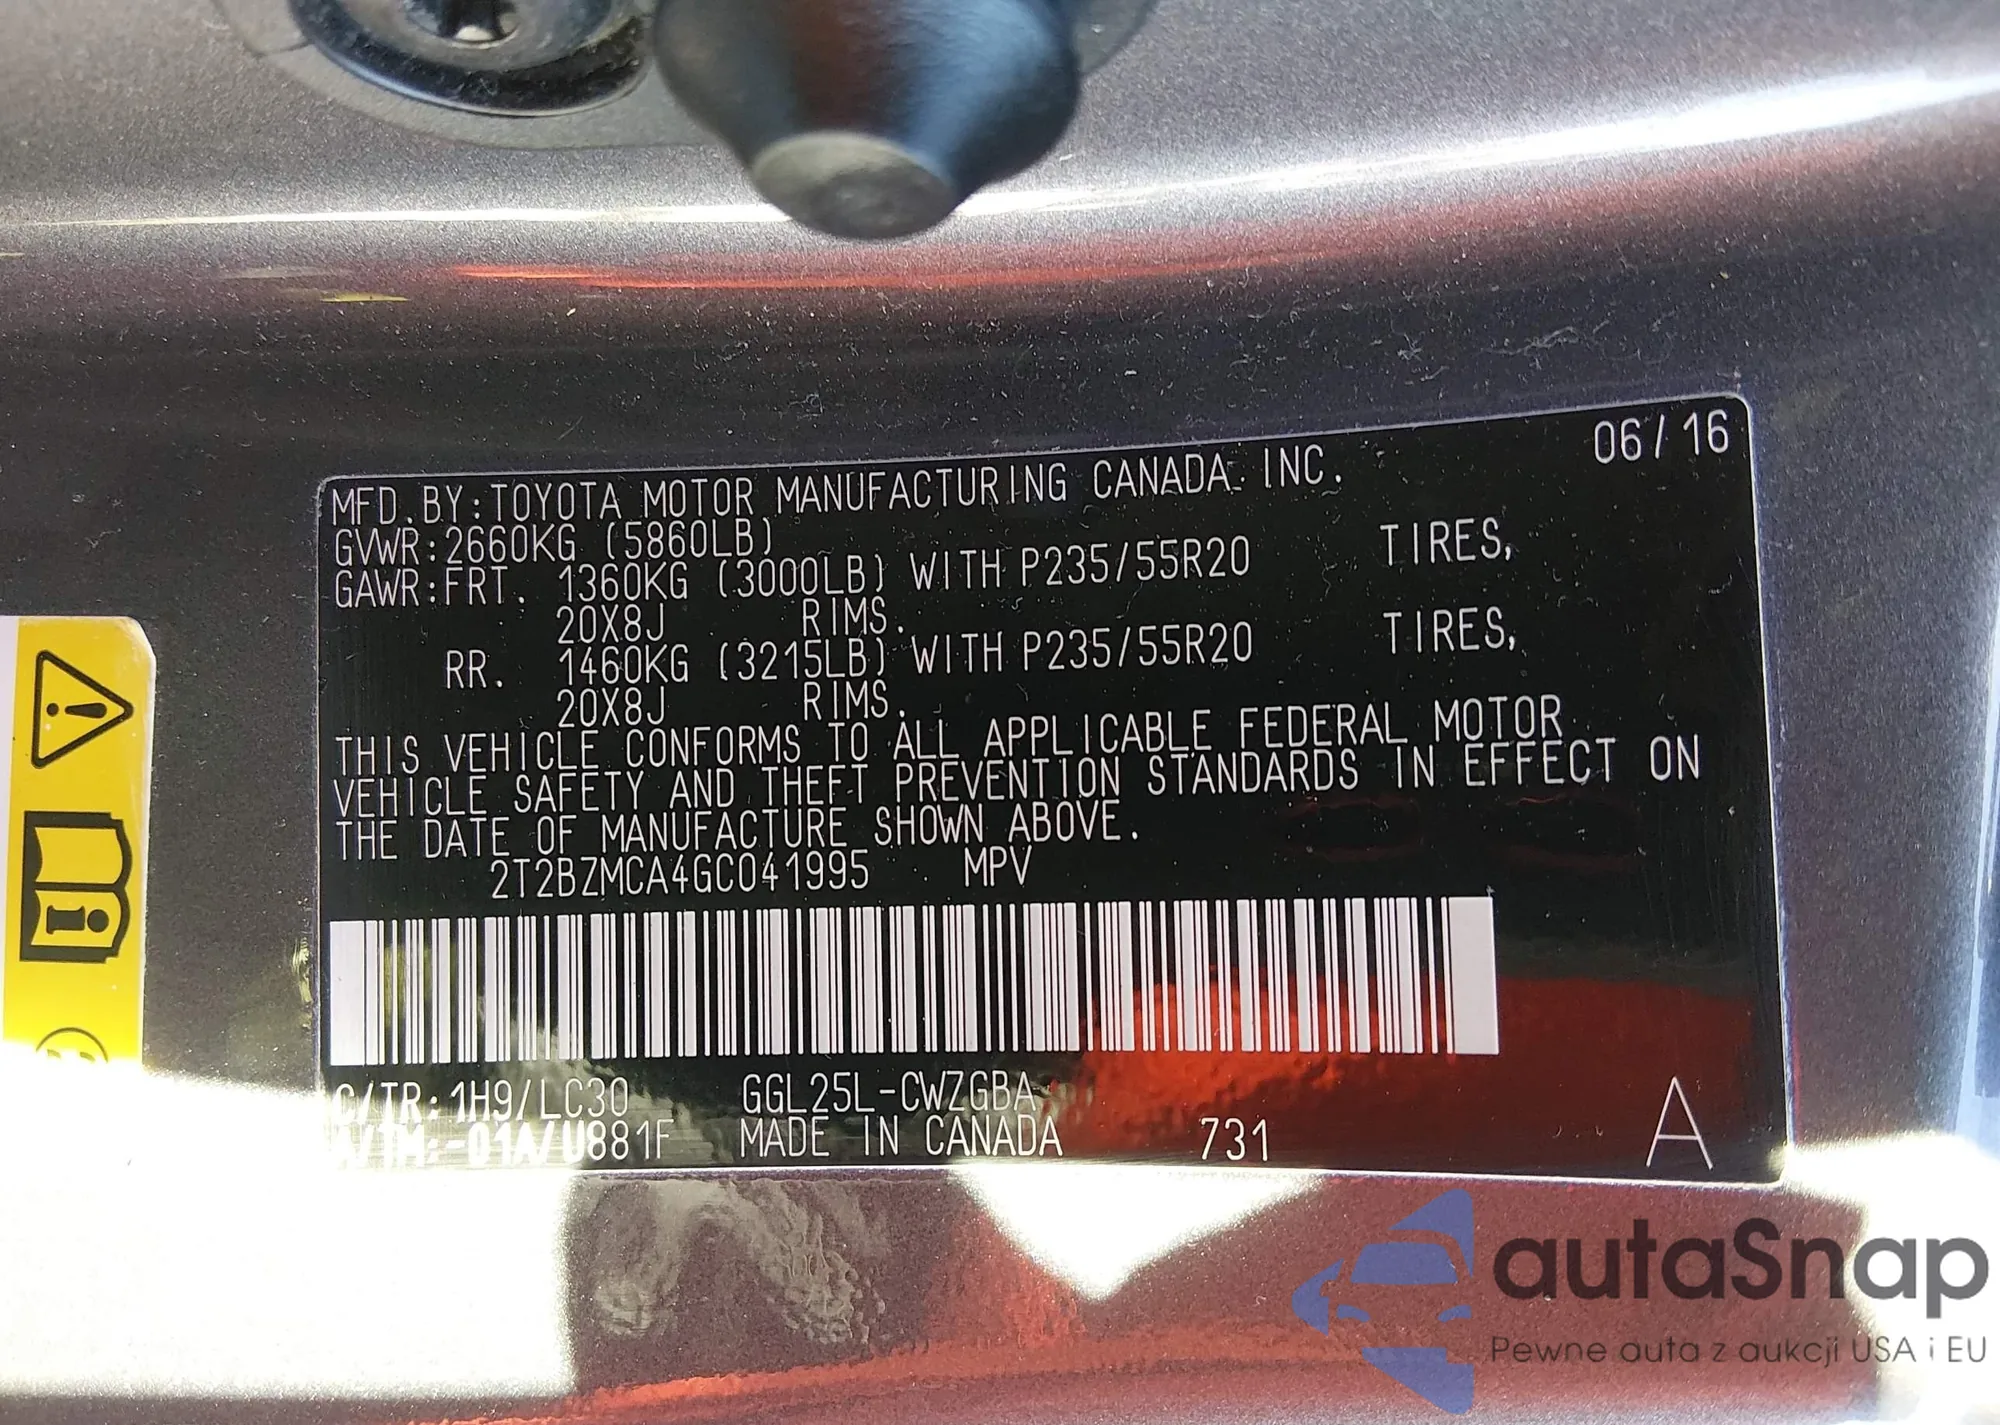 06/16
MFD. BY:TOYOTA MOTOR MANUFACTURING CANADA INC.
GVWR:2660KG (5860LB)
GAWR:FRT. 1360KG (3000LB) WITH P235/55R20 TIRES,
20X8J RIMS.
RR. 1460KG (3215LB) WITH P235/55R20 TIRES,
20X8J RIMS.
THIS VEHICLE CONFORMS TO ALL APPLICABLE FEDERAL MOTOR
VEHICLE SAFETY AND THEFT PREVENTION STANDARDS IN EFFECT ON
THE DATE OF MANUFACTURE SHOWN ABOVE.
2T2BZMCA4GC041995 MPV
C/TR:1H9/LC30 GGL25L-CWZGBA
A/TM:-01A/U881F MADE IN CANADA 731 A
autaSnap
Pewne auta z aukcji USA i EU